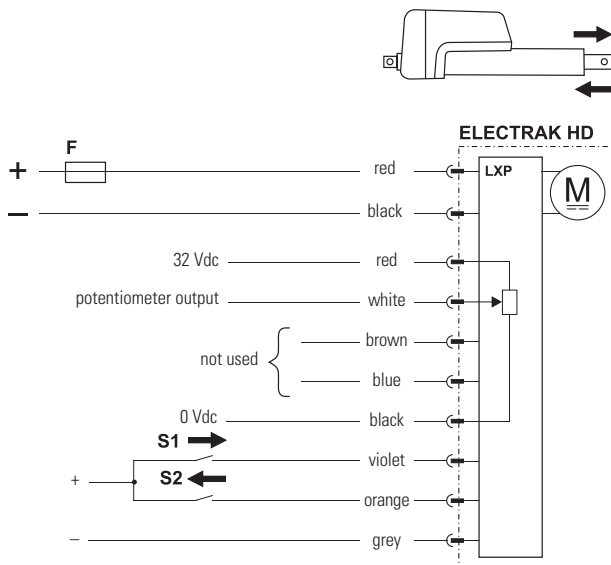 ELECTRAK HD
F
+ red LXP
M
– black
32 Vdc red
potentiometer output white
brown
not used
blue
0 Vdc black
S1
violet
S2
+
orange
– grey